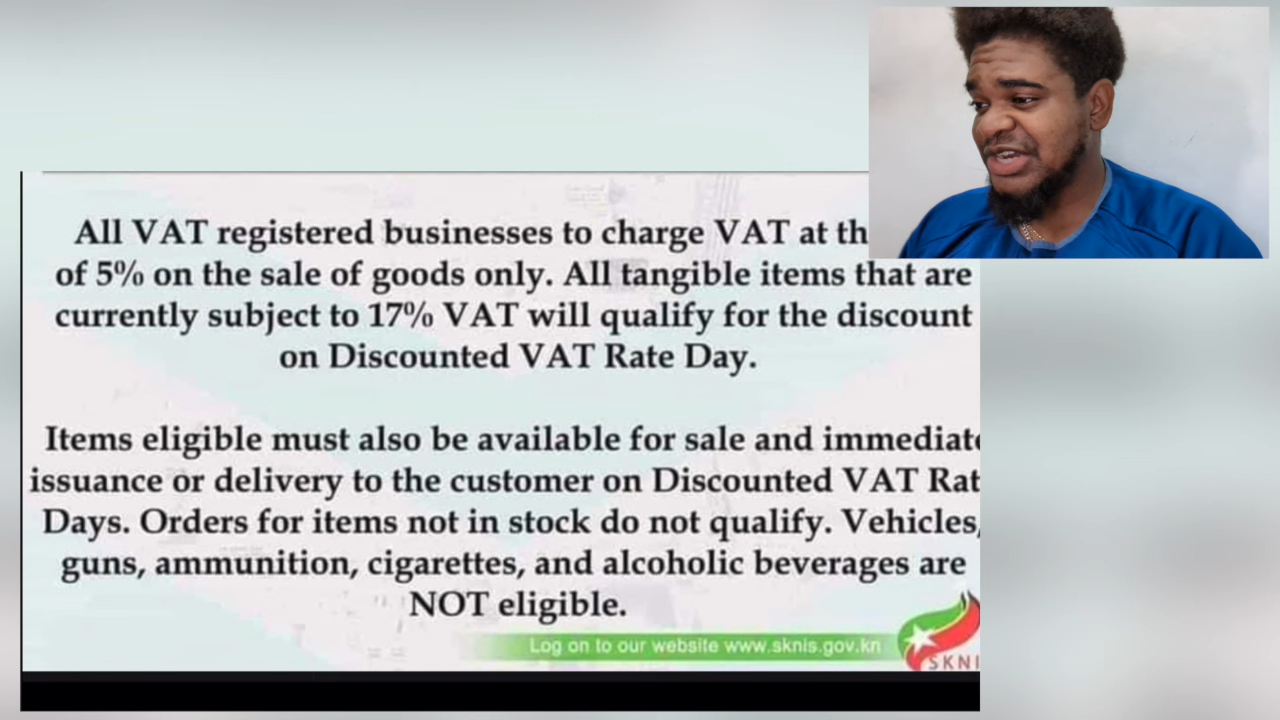 All VAT registered businesses to charge VAT at
of 5% on the sale of goods only. All tangible items that are
currently subject to 17% VAT will qualify for the discount
on Discounted VAT Rate Day.
Items eligible must also be available for sale and
issuance or delivery to the customer on Discounted VAT
Days. Orders for items not in stock do not qualify. Vehicles,
guns, ammunition, cigarettes, and alcoholic beverages are
NOT eligible.
Log on to our website www.sknis.gov.kn